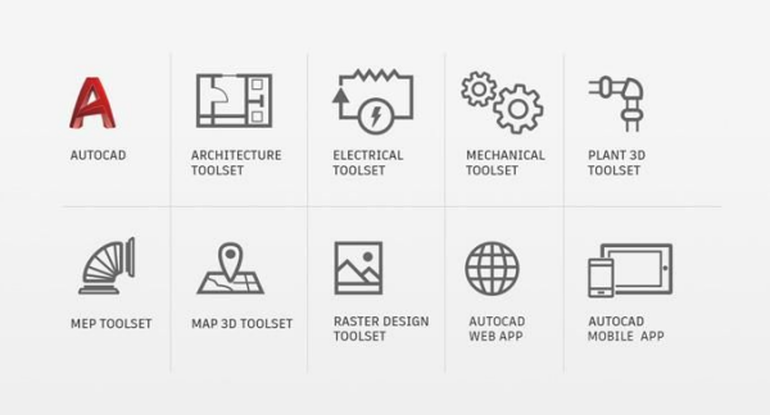 AUTOCAD
ARCHITECTURE
TOOLSET
ELECTRICAL
TOOLSET
MECHANICAL
TOOLSET
PLANT 3D
TOOLSET
MEP TOOLSET
MAP 3D TOOLSET
RASTER DESIGN
TOOLSET
AUTOCAD
WEB APP
AUTOCAD
MOBILE APP